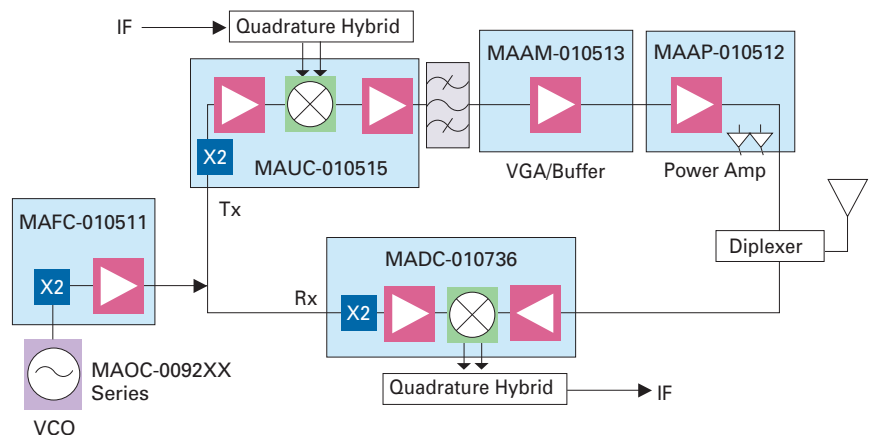 IF
Quadrature Hybrid
MAUC-010515
X2
MAAM-010513
VGA/Buffer
MAAP-010512
Power Amp
Tx
MAFC-010511
X2
MAOC-0092XX
Series
VCO
Diplexer
MADC-010736
Rx
X2
Quadrature Hybrid
IF